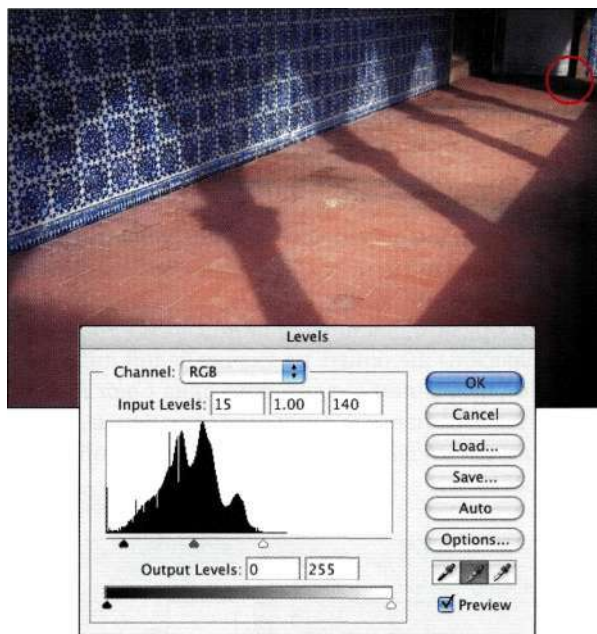 Levels
Channel: RGB
Input Levels: 15 1.00 140
Output Levels: 0 255
OK
Cancel
Load...
Save...
Auto
Options...
Preview